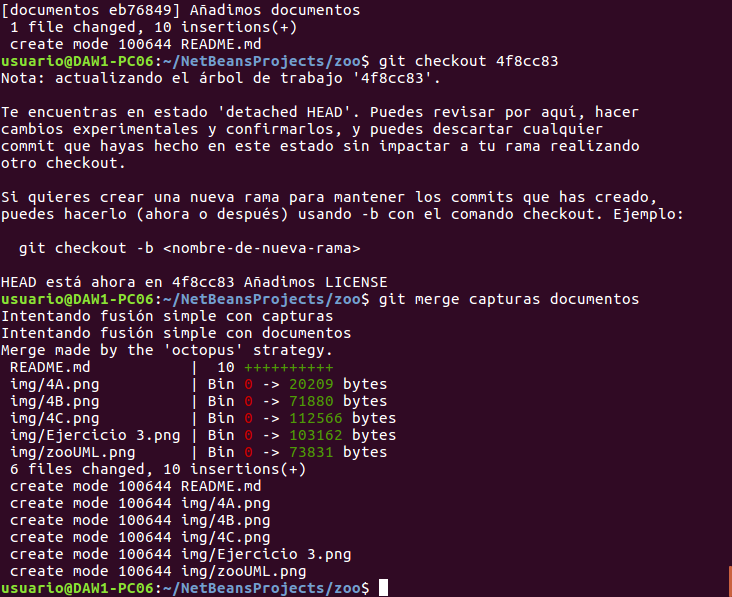 [documentos eb76849] Añadimos documentos
 1 file changed, 10 insertions(+)
 create mode 100644 README.md
usuario@DAW1-PC06:~/NetBeansProjects/zoo$ git checkout 4f8cc83
Nota: actualizando el árbol de trabajo '4f8cc83'.

Te encuentras en estado 'detached HEAD'. Puedes revisar por aquí, hacer
cambios experimentales y confirmarlos, y puedes descartar cualquier
commit que hayas hecho en este estado sin impactar a tu rama realizando
otro checkout.

Si quieres crear una nueva rama para mantener los commits que has creado,
puedes hacerlo (ahora o después) usando -b con el comando checkout. Ejemplo:

  git checkout -b <nombre-de-nueva-rama>

HEAD está ahora en 4f8cc83 Añadimos LICENSE
usuario@DAW1-PC06:~/NetBeansProjects/zoo$ git merge capturas documentos
Intentando fusión simple con capturas
Intentando fusión simple con documentos
Merge made by the 'octopus' strategy.
 README.md           |  10 ++++++++++
 img/4A.png          | Bin 0 -> 20209 bytes
 img/4B.png          | Bin 0 -> 71880 bytes
 img/4C.png          | Bin 0 -> 112566 bytes
 img/Ejercicio 3.png | Bin 0 -> 103162 bytes
 img/zooUML.png      | Bin 0 -> 73831 bytes
 6 files changed, 10 insertions(+)
 create mode 100644 README.md
 create mode 100644 img/4A.png
 create mode 100644 img/4B.png
 create mode 100644 img/4C.png
 create mode 100644 img/Ejercicio 3.png
 create mode 100644 img/zooUML.png
usuario@DAW1-PC06:~/NetBeansProjects/zoo$